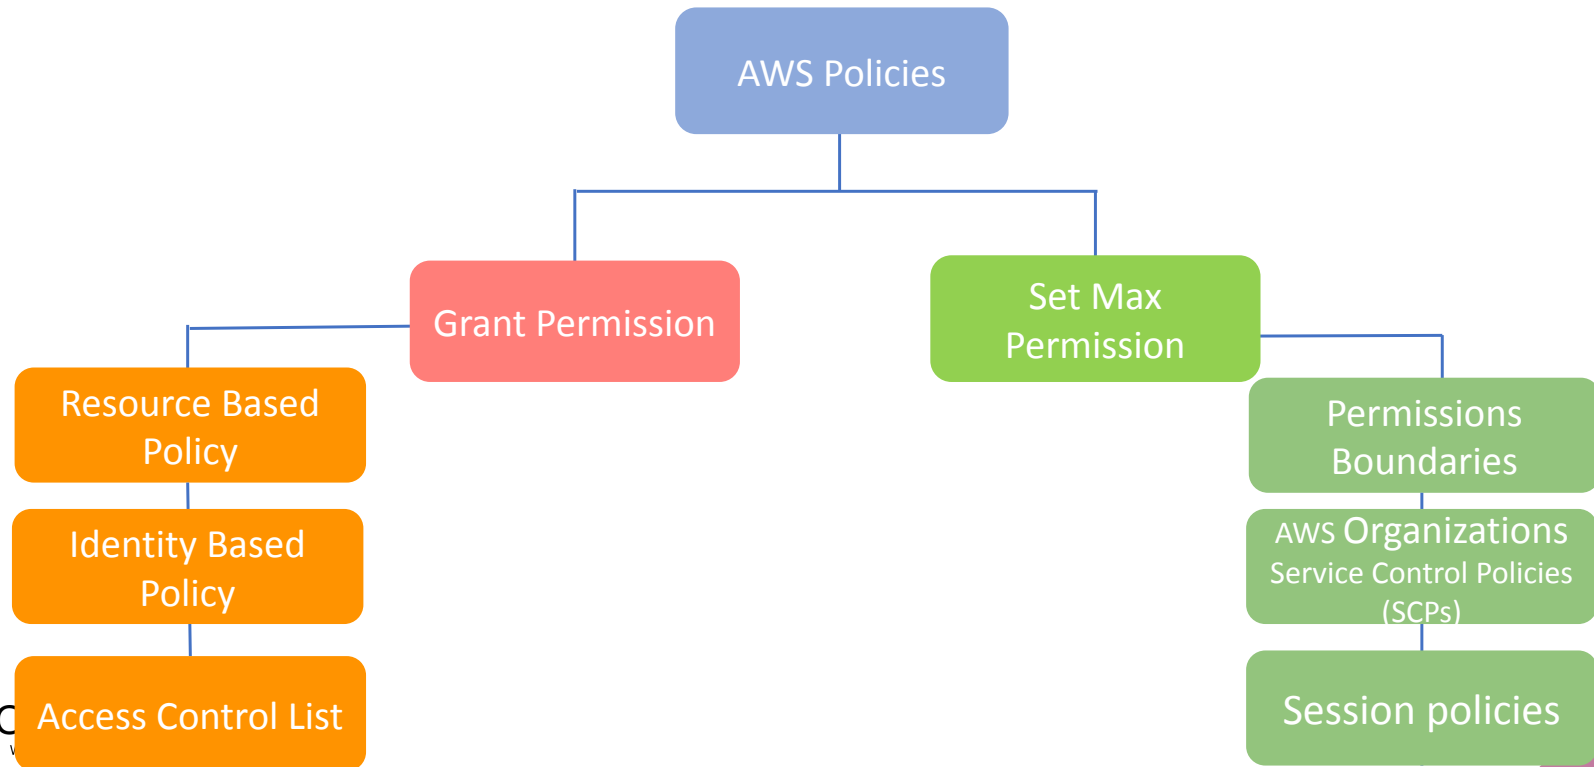 AWS Policies
Grant Permission
Set Max
Permission
Resource Based
Policy
Identity Based
Policy
Access Control List
Permissions
Boundaries
AWS Organizations
Service Control Policies
(SCPs)
Session policies